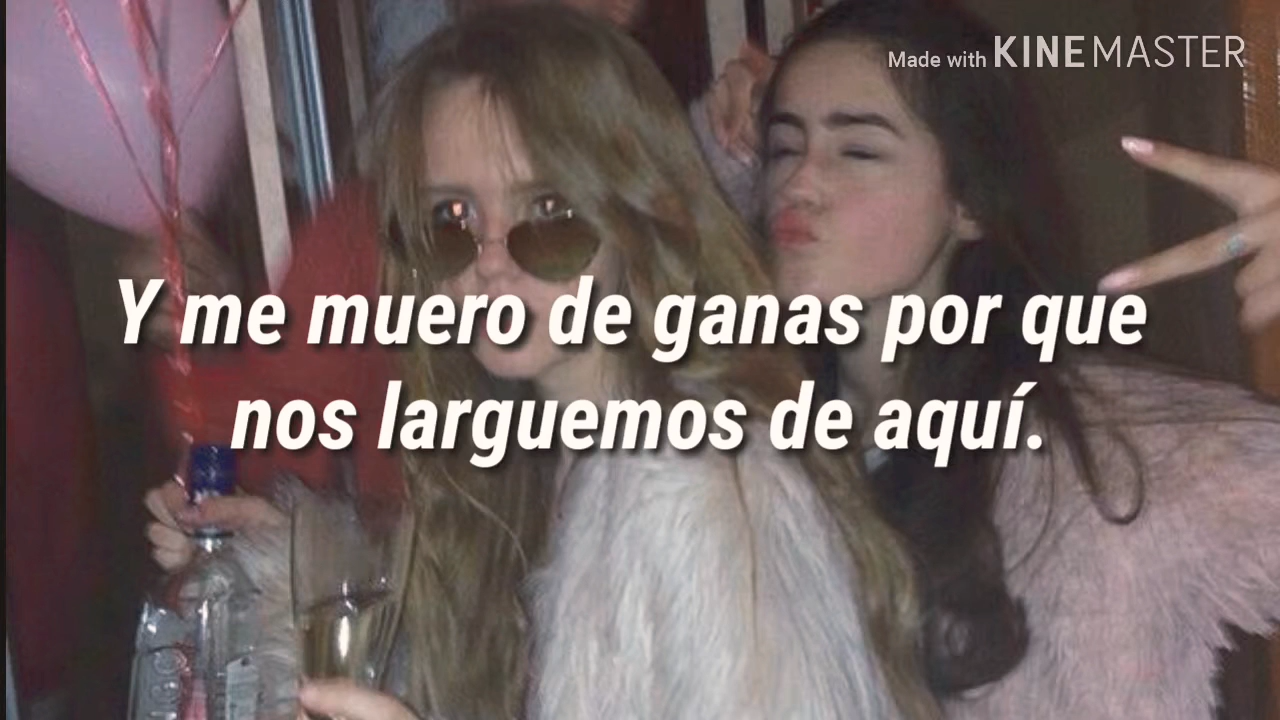 Made with KINEMASTER
Y me muero de ganas por que
nos larguemos de aquí.